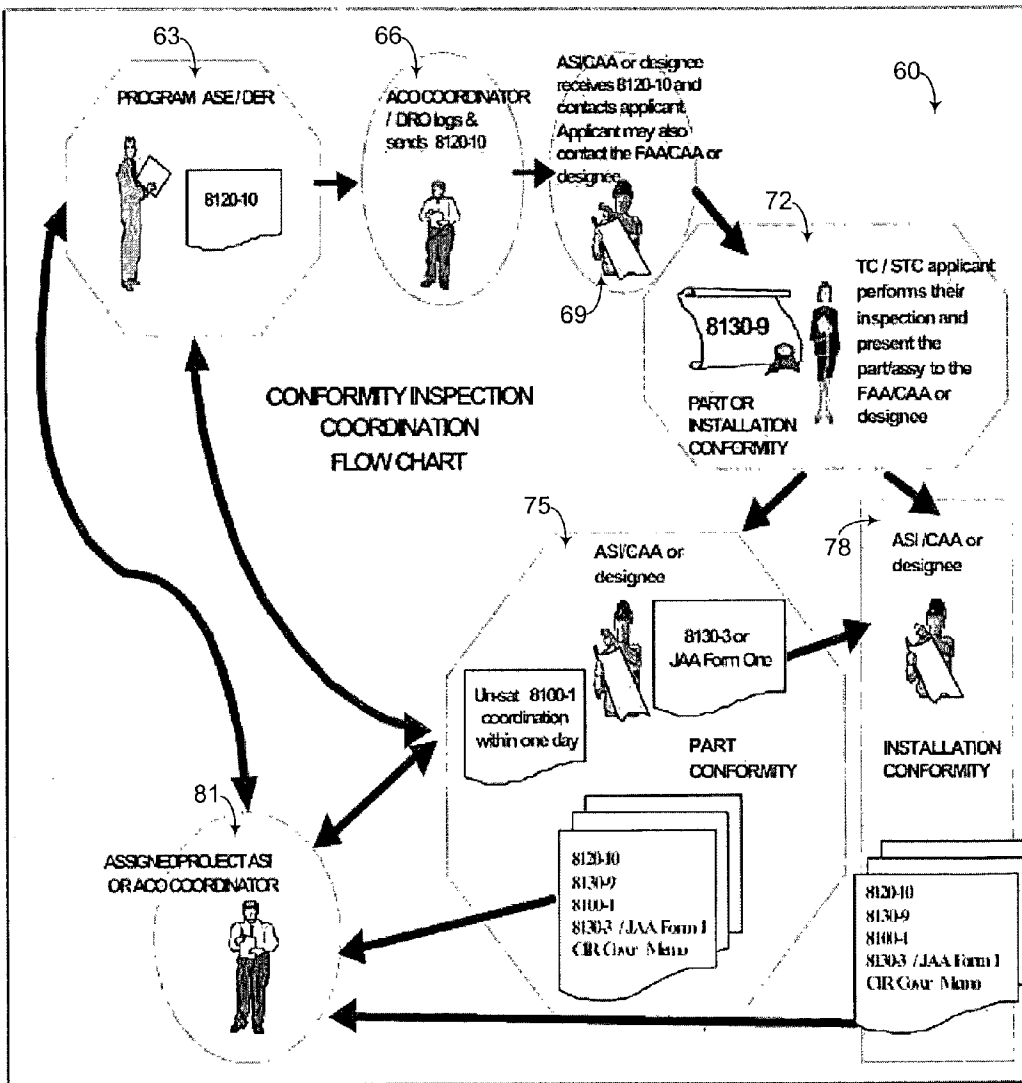 63
PROGRAM ASE / DER
8120-10
66
ACO COORDINATOR
/ DRO logs &
sends 8120-10
ASI/CAA or designee
receives 8120-10 and
contacts applicant.
Applicant may also
contact the FAA/CAA or
designee
69
60
72
8130-9
PART OR
INSTALLATION
CONFORMITY
TC / STC applicant
performs their
inspection and
present the
part/assy to the
FAA/CAA or
designee
CONFORMITY INSPECTION
COORDINATION
FLOW CHART
75
ASI/CAA or
designee
8130-3 or
JAA Form One
Un-sat 8100-1
coordination
within one day
PART
CONFORMITY
8120-10
8130-9
8100-1
8130-3 / JAA Form 1
CIR Cover Memo
78
ASI /CAA or
designee
INSTALLATION
CONFORMITY
8120-10
8130-9
8100-1
8130-3 / JAA Form 1
CIR Cover Memo
81
ASSIGNED PROJECT ASI
OR ACO COORDINATOR